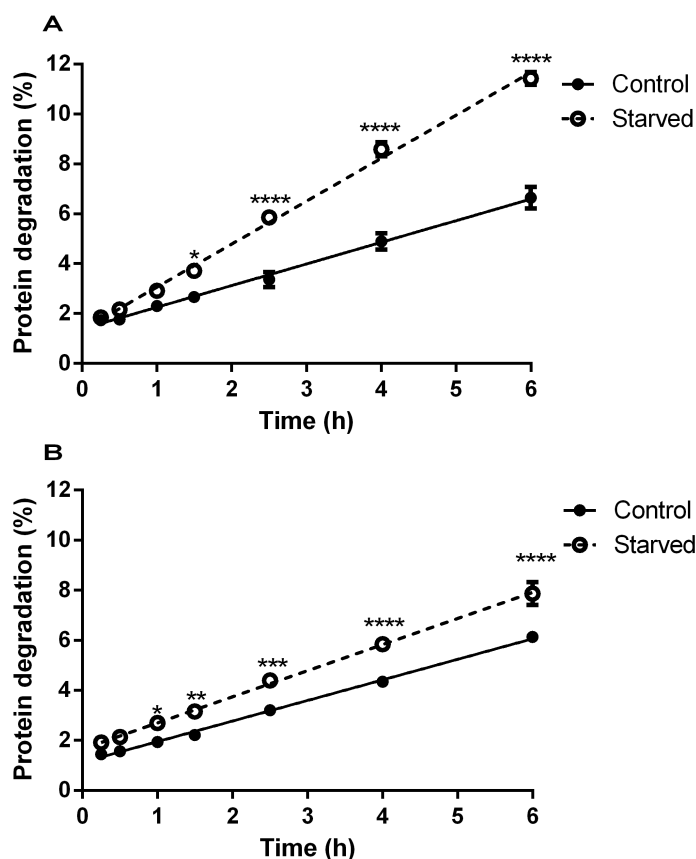 A
Protein degradation (%)
12
10
8
6
4
2
0
****
****
****
*
Control
Starved
0 1 2 3 4 5 6
Time (h)
B
Protein degradation (%)
12
10
8
6
4
2
0
****
****
***
**
*
Control
Starved
0 1 2 3 4 5 6
Time (h)